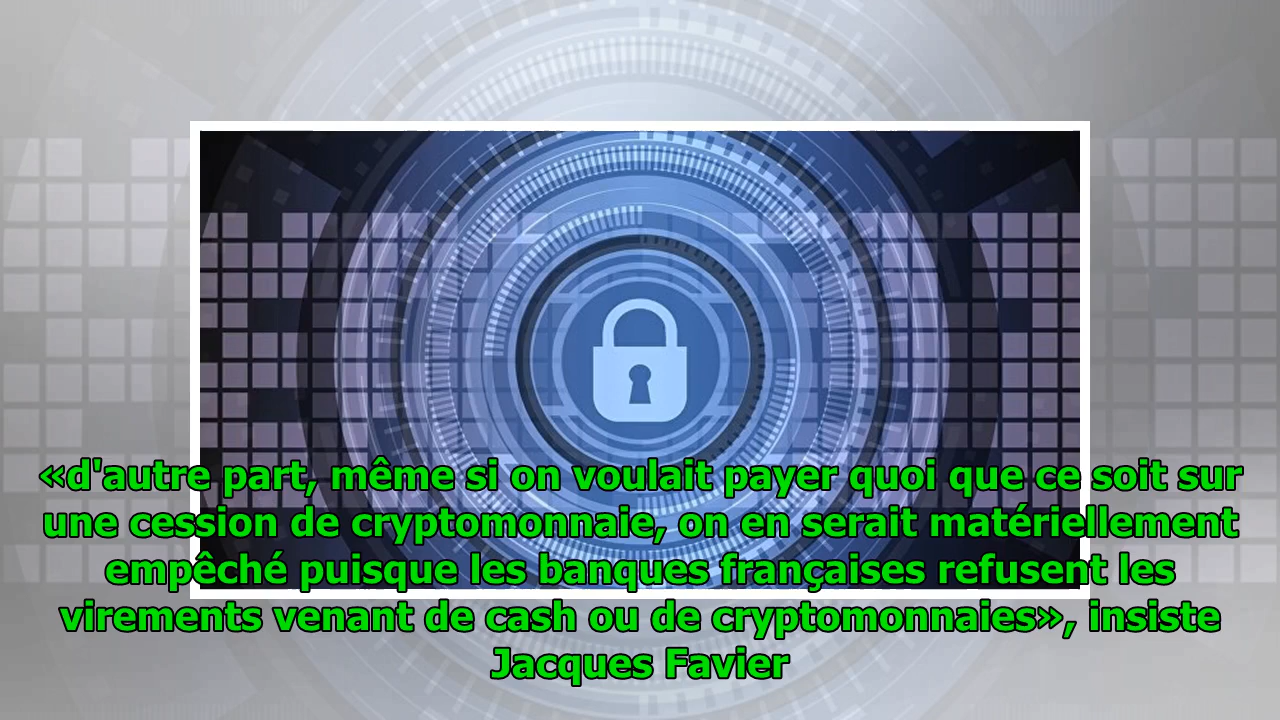 «d'autre part, même si on voulait payer quoi que ce soit sur
une cession de cryptomonnaie, on en serait matériellement
empêché puisque les banques françaises refusent les
virements venant de cash ou de cryptomonnaies», insiste
Jacques Favier